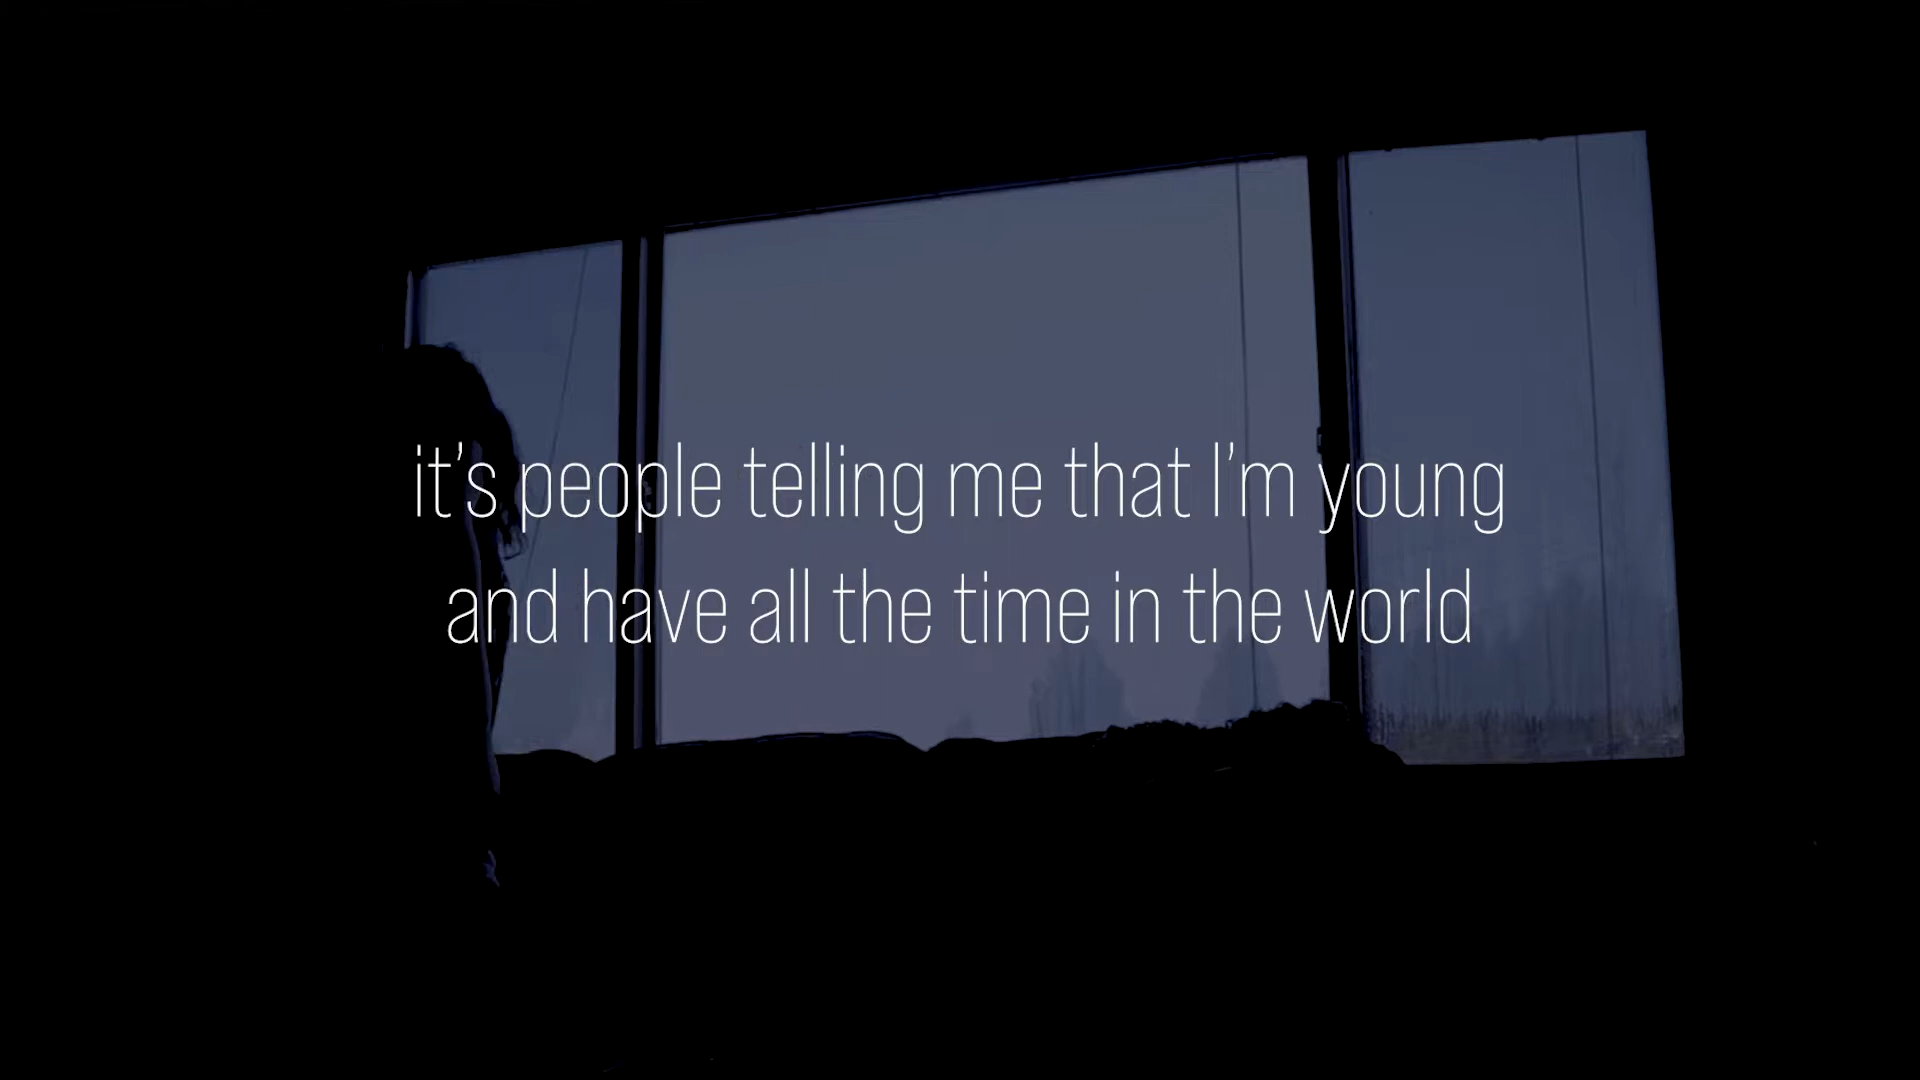 it’s people telling me that I’m young
and have all the time in the world